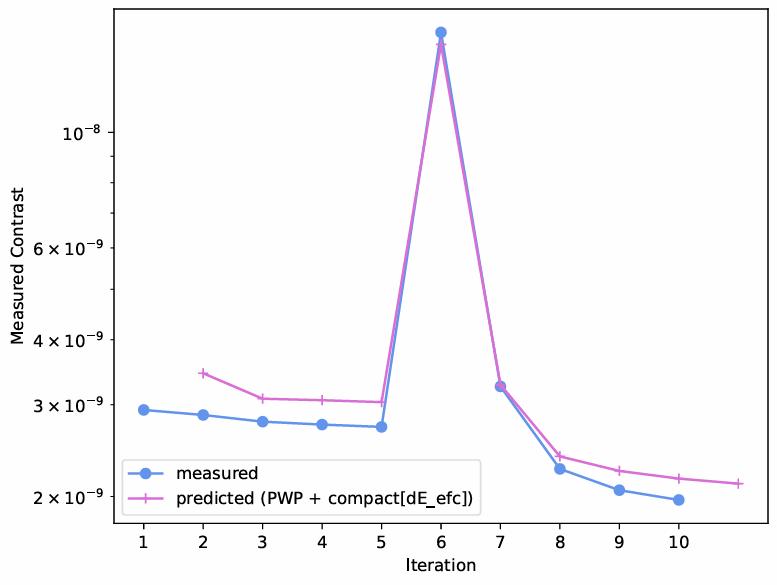 10⁻⁸
6 × 10⁻⁹
4 × 10⁻⁹
3 × 10⁻⁹
2 × 10⁻⁹
Measured Contrast
measured
predicted (PWP + compact[dE_efc])
1 2 3 4 5 6 7 8 9 10
Iteration